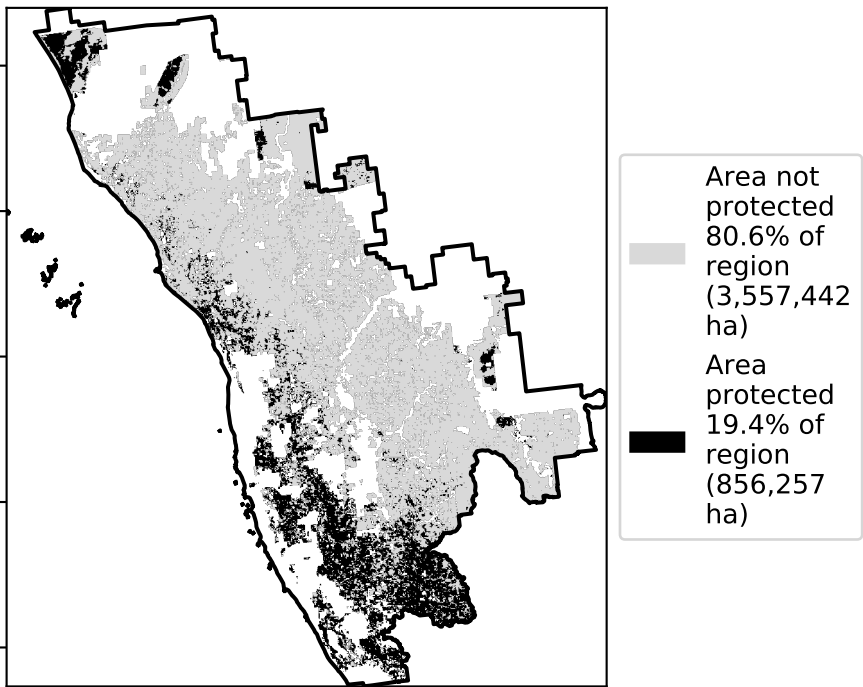 Area not
protected
80.6% of
region
(3,557,442
ha)
Area
protected
19.4% of
region
(856,257
ha)